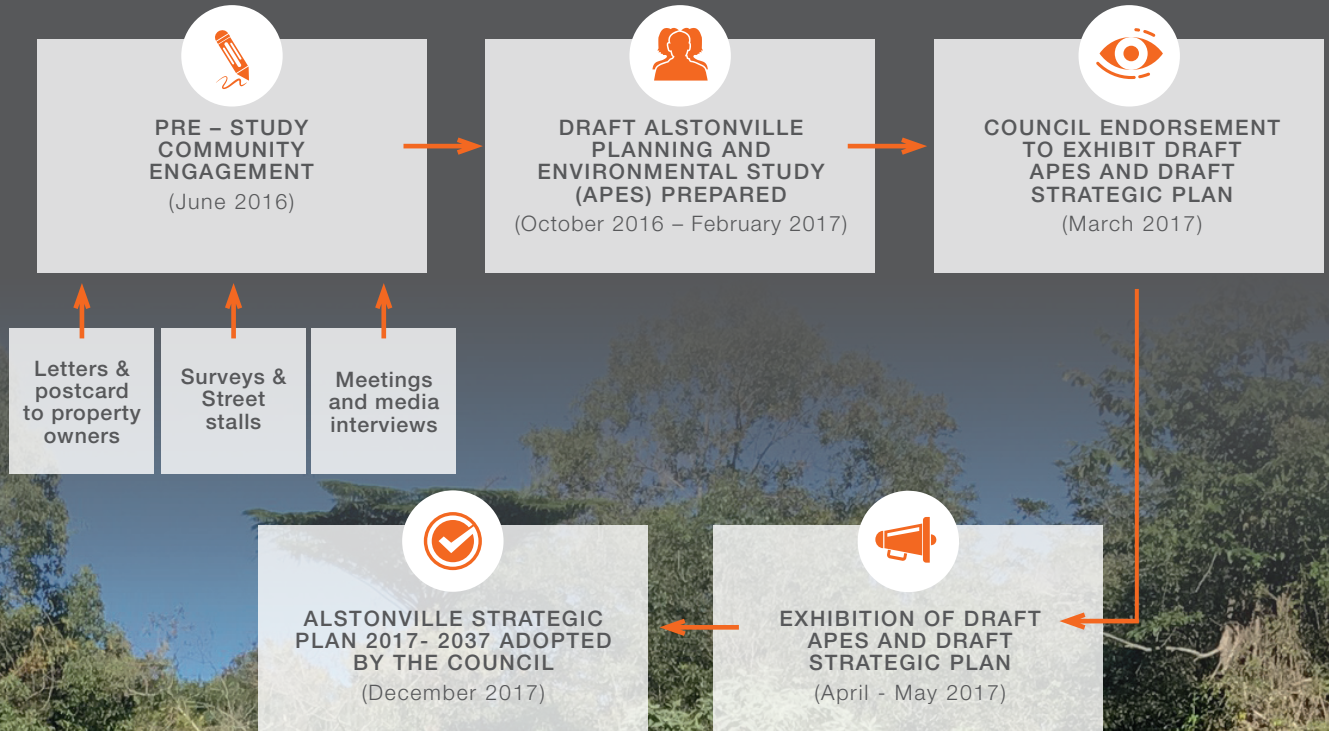 PRE – STUDY
COMMUNITY
ENGAGEMENT
(June 2016)
DRAFT ALSTONVILLE
PLANNING AND
ENVIRONMENTAL STUDY
(APES) PREPARED
(October 2016 – February 2017)
COUNCIL ENDORSEMENT
TO EXHIBIT DRAFT
APES AND DRAFT
STRATEGIC PLAN
(March 2017)
Letters &
postcard
to property
owners
Surveys &
Street
stalls
Meetings
and media
interviews
EXHIBITION OF DRAFT
APES AND DRAFT
STRATEGIC PLAN
(April - May 2017)
ALSTONVILLE STRATEGIC
PLAN 2017- 2037 ADOPTED
BY THE COUNCIL
(December 2017)